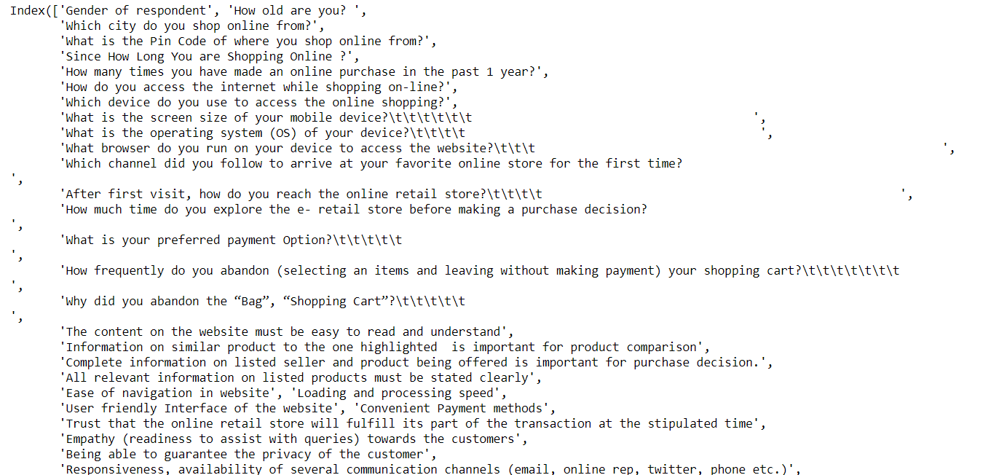 Index(['Gender of respondent', 'How old are you? ',
'Which city do you shop online from?',
'What is the Pin Code of where you shop online from?',
'Since How Long You are Shopping Online ?',
'How many times you have made an online purchase in the past 1 year?',
'How do you access the internet while shopping on-line?',
'Which device do you use to access the online shopping?',
'What is the screen size of your mobile device?\t\t\t\t\t\t                                        ',
'What is the operating system (OS) of your device?\t\t\t\t                                          ',
'What browser do you run on your device to access the website?\t\t\t                                                          ',
'Which channel did you follow to arrive at your favorite online store for the first time?
',
'After first visit, how do you reach the online retail store?\t\t\t\t                                                   ',
'How much time do you explore the e- retail store before making a purchase decision?
',
'What is your preferred payment Option?\t\t\t\t\t
',
'How frequently do you abandon (selecting an items and leaving without making payment) your shopping cart?\t\t\t\t\t\t\t
',
'Why did you abandon the “Bag”, “Shopping Cart”?\t\t\t\t\t
',
'The content on the website must be easy to read and understand',
'Information on similar product to the one highlighted  is important for product comparison',
'Complete information on listed seller and product being offered is important for purchase decision.',
'All relevant information on listed products must be stated clearly',
'Ease of navigation in website', 'Loading and processing speed',
'User friendly Interface of the website', 'Convenient Payment methods',
'Trust that the online retail store will fulfill its part of the transaction at the stipulated time',
'Empathy (readiness to assist with queries) towards the customers',
'Being able to guarantee the privacy of the customer',
'Responsiveness, availability of several communication channels (email, online rep, twitter, phone etc.)',